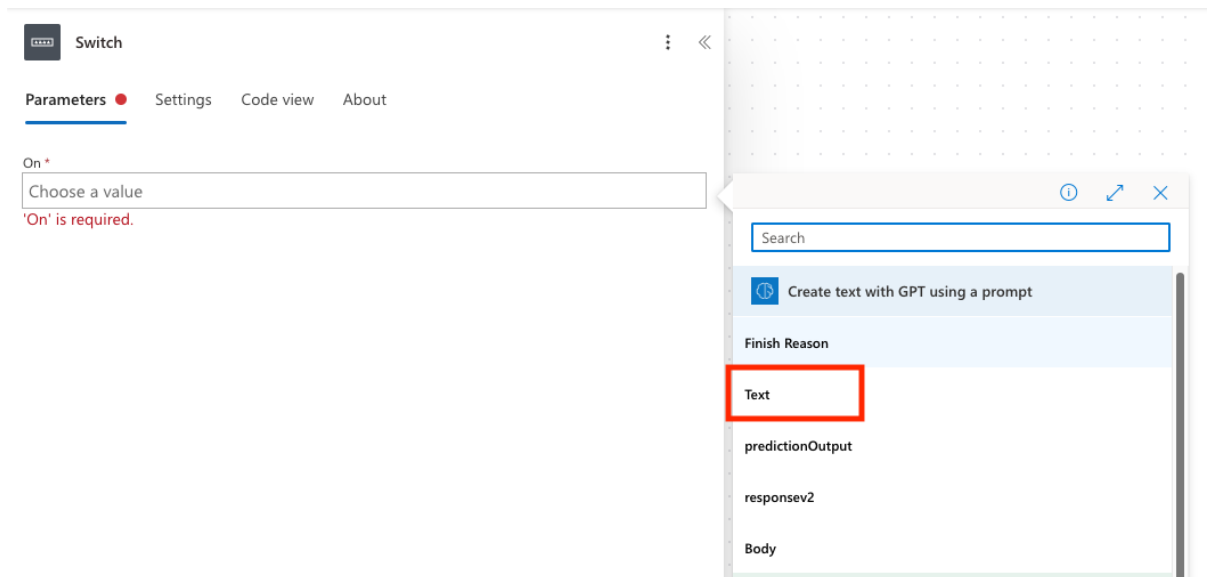 Switch
Parameters
Settings
Code view
About
On *
Choose a value
'On' is required.
Search
Create text with GPT using a prompt
Finish Reason
Text
predictionOutput
responsev2
Body